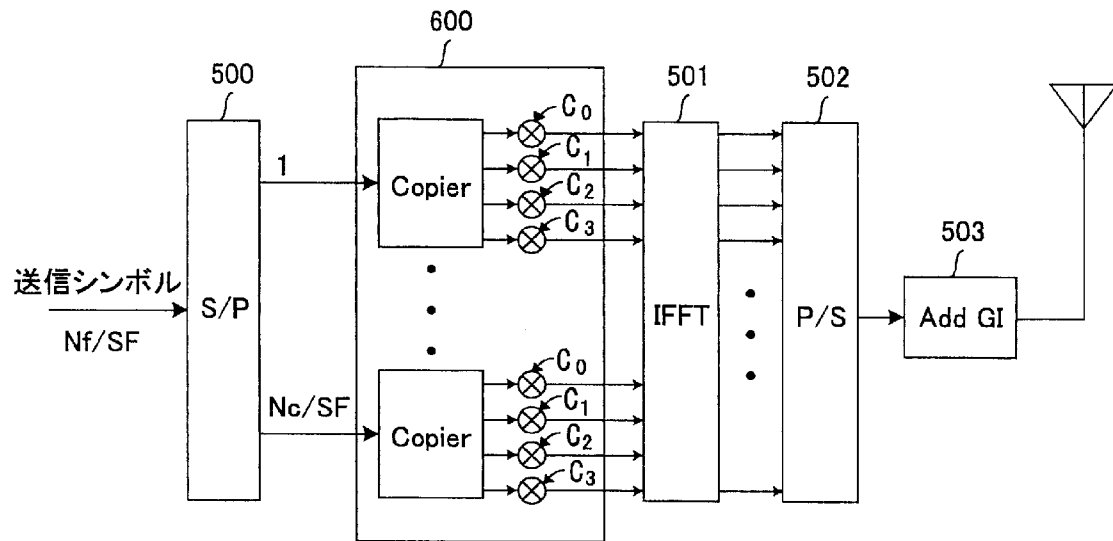 600
500
501
502
C0
C1
C2
C3
1
Copier
503
送信シンボル
Nf/SF
S/P
IFFT
P/S
Add GI
C0
C1
C2
C3
Nc/SF
Copier